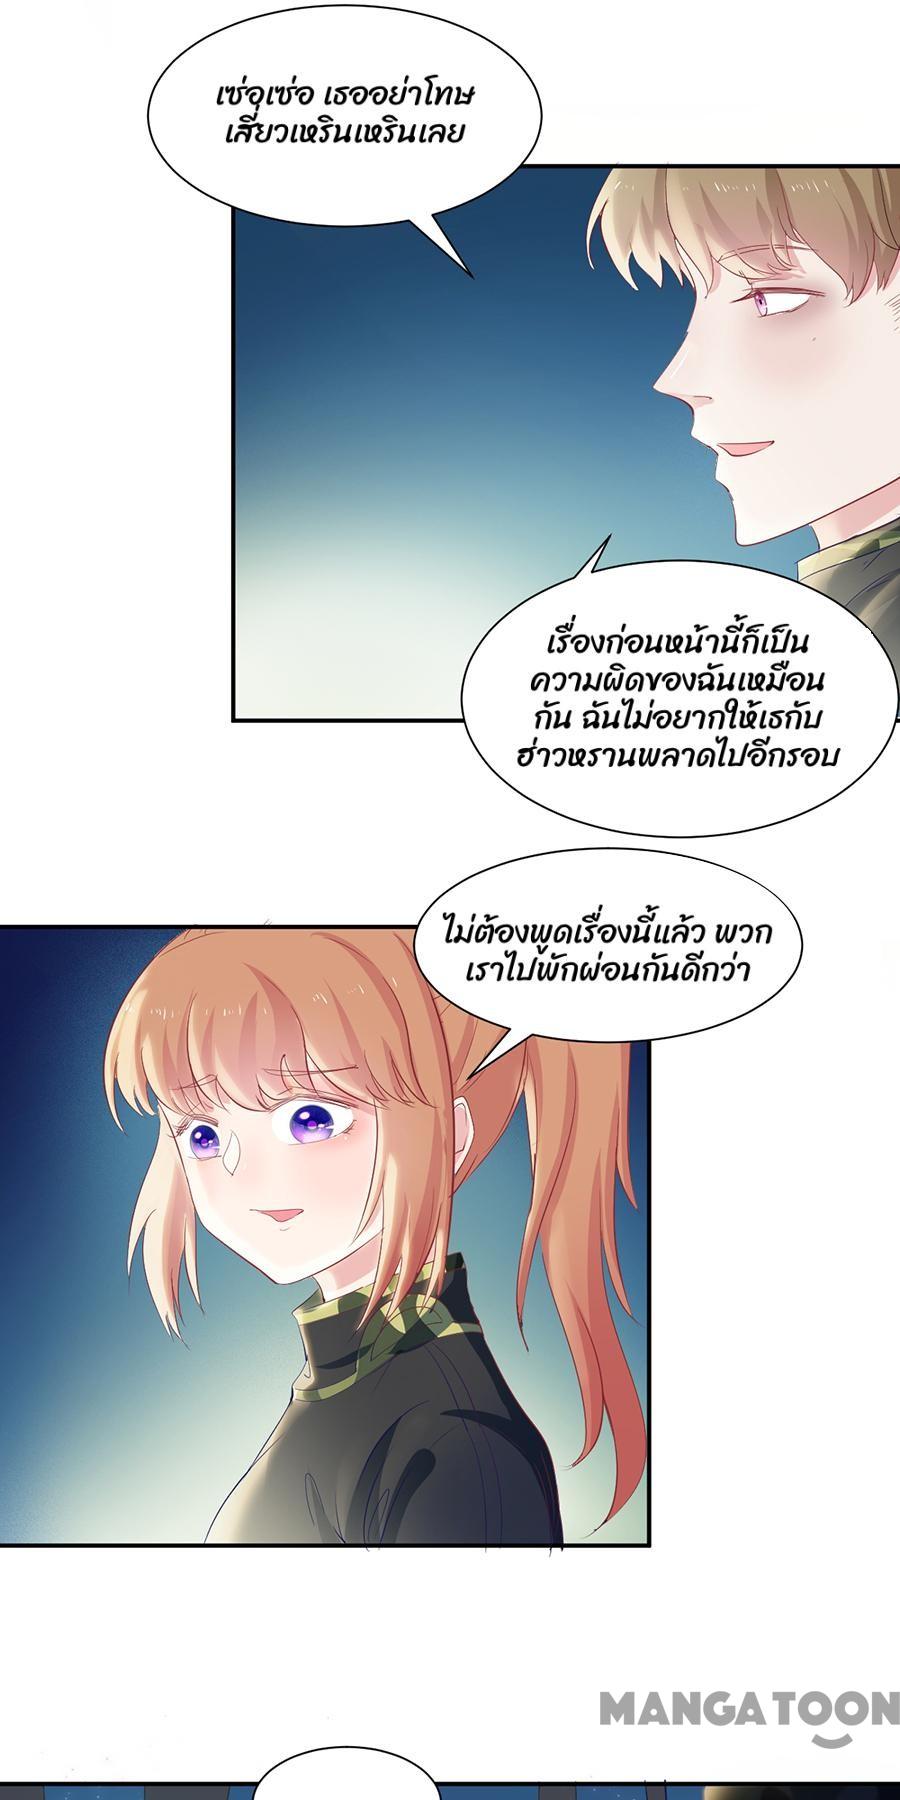 เซ่อเซ่อ เธออย่าโทษ
เสี่ยวเหรินเหรินเลย
เรื่องก่อนหน้านี้ก็เป็น
ความผิดของฉันเหมือน
กัน ฉันไม่อยากให้เธกับ
ฮ่าวหรานพลาดไปอีกรอบ
ไม่ต้องพูดเรื่องนี้แล้ว พวก
เราไปพักผ่อนกันดีกว่า
MANGATOON